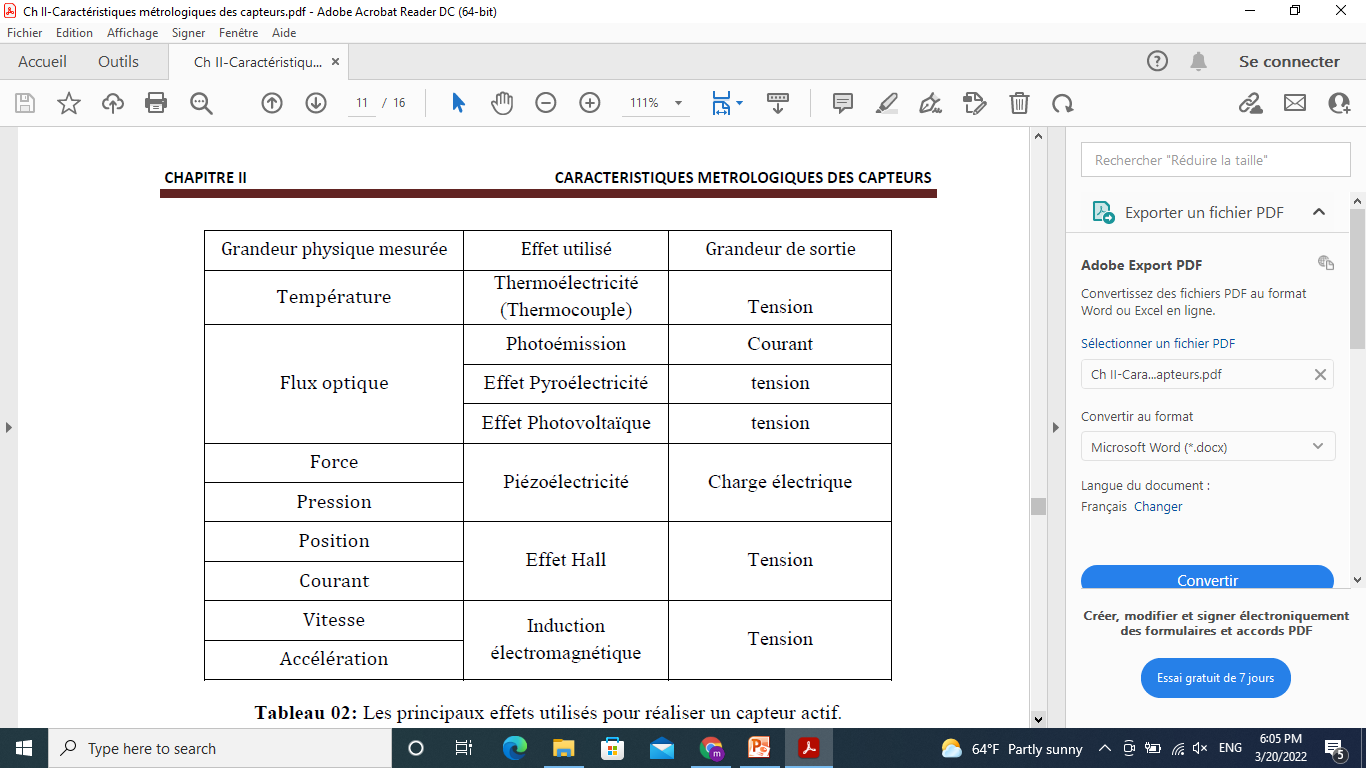 Ch II-Caractéristiques métrologiques des capteurs.pdf - Adobe Acrobat Reader DC (64-bit)
Fichier Edition Affichage Signer Fenêtre Aide
Accueil Outils Ch II-Caractéristiqu... × Se connecter
11 / 16 111%
CHAPITRE II CARACTERISTIQUES METROLOGIQUES DES CAPTEURS
Grandeur physique mesurée Effet utilisé Grandeur de sortie
Température Thermoélectricité
(Thermocouple) Tension
Flux optique Photoémission Courant
Effet Pyroélectricité tension
Effet Photovoltaïque tension
Force Piézoélectricité Charge électrique
Pression
Position Effet Hall Tension
Courant
Vitesse Induction
électromagnétique Tension
Accélération
Tableau 02: Les principaux effets utilisés pour réaliser un capteur actif.
Rechercher "Réduire la taille"
Exporter un fichier PDF
Adobe Export PDF
Convertissez des fichiers PDF au format
Word ou Excel en ligne.
Sélectionner un fichier PDF
Ch II-Cara...apteurs.pdf
Convertir au format
Microsoft Word (*.docx)
Langue du document :
Français Changer
Convertir
Créer, modifier et signer électroniquement
des formulaires et accords PDF
Essai gratuit de 7 jours
Type here to search
64°F Partly sunny
ENG
6:05 PM
3/20/2022
5